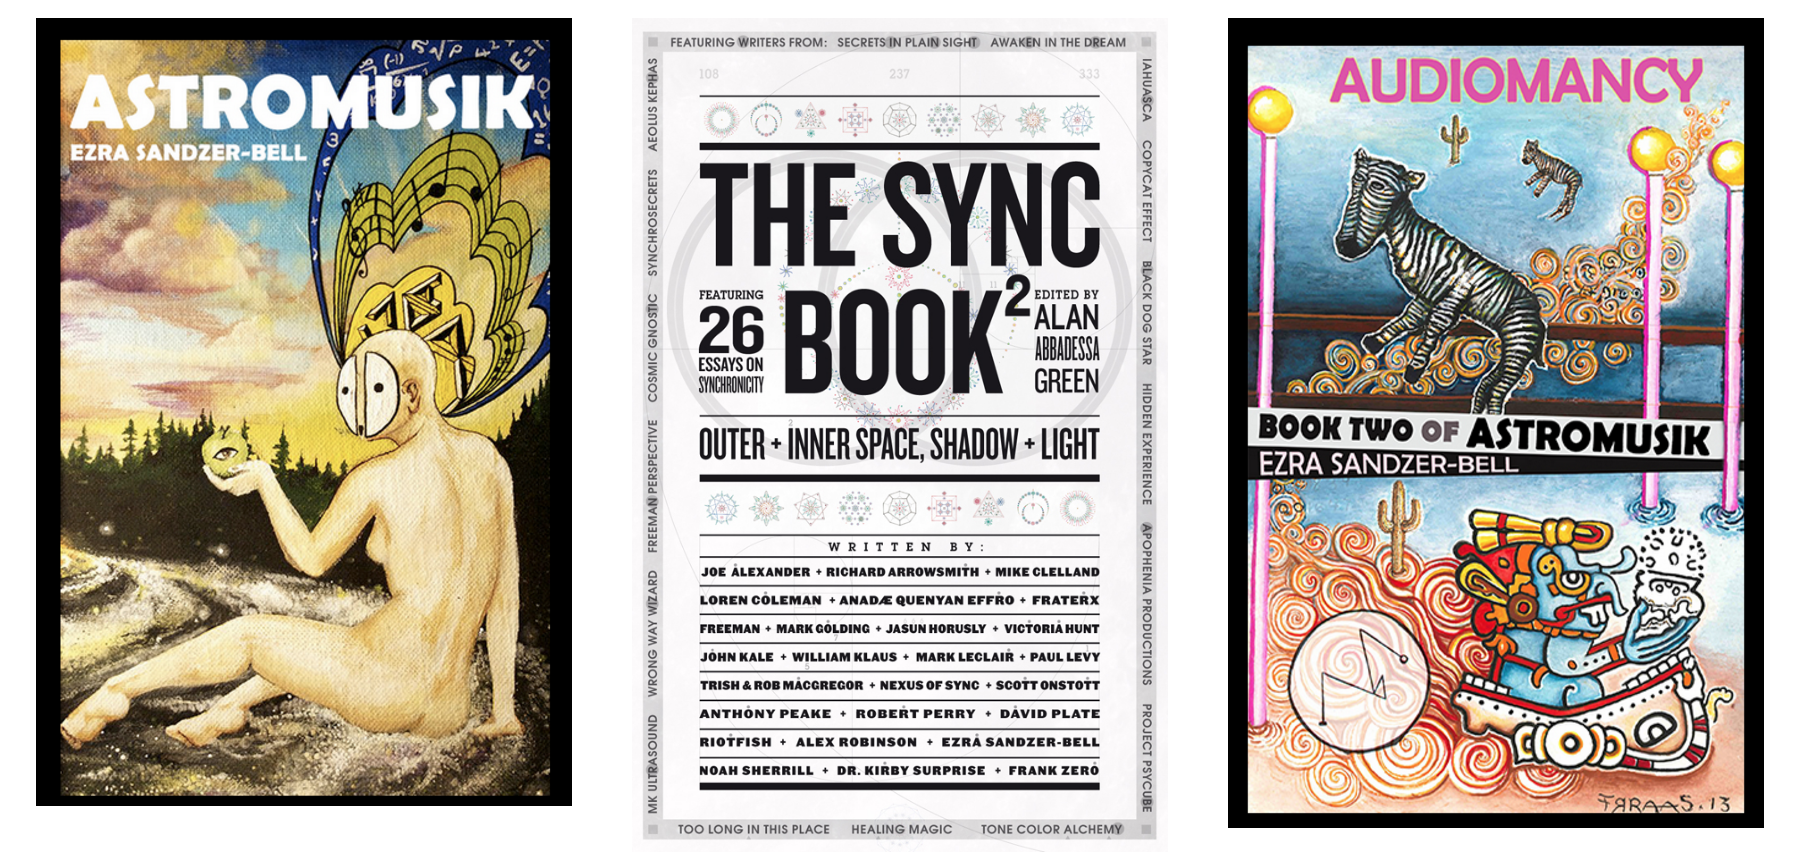 ASTROMUSIK
EZRA SANDZER-BELL
FEATURING WRITERS FROM: SECRETS IN PLAIN SIGHT AWAKEN IN THE DREAM
108 237 333
THE SYNC
BOOK²
FEATURING
26
ESSAYS ON
SYNCHRONICITY
EDITED BY
ALAN
ABBADESSA
GREEN
OUTER + INNER SPACE, SHADOW + LIGHT
WRITTEN BY:
JOE ALEXANDER + RICHARD ARROWSMITH + MIKE CLELLAND
LOREN COLEMAN + ANADÆ QUENYAN EFFRO + FRATERX
FREEMAN + MARK GOLDING + JASUN HORUSLY + VICTORIA HUNT
JOHN KALE + WILLIAM KLAUS + MARK LECLAIR + PAUL LEVY
TRISH & ROB MACGREGOR + NEXUS OF SYNC + SCOTT ONSTOTT
ANTHONY PEAKE + ROBERT PERRY + DAVID PLATE
RIOTFISH + ALEX ROBINSON + EZRA SANDZER-BELL
NOAH SHERRILL + DR. KIRBY SURPRISE + FRANK ZERO
MK ULTRASOUND WRONG WAY WIZARD FREEMAN PERSPECTIVE COSMIC GNOSTIC SYNCHROSECRETS AEOLUS KEPHAS
IAHUASCA COPYCAT EFFECT BLACK DOG STAR HIDDEN EXPERIENCE APOPHENIA PRODUCTIONS PROJECT PSYCUBE
TOO LONG IN THIS PLACE HEALING MAGIC TONE COLOR ALCHEMY
AUDIOMANCY
BOOK TWO OF ASTROMUSIK
EZRA SANDZER-BELL